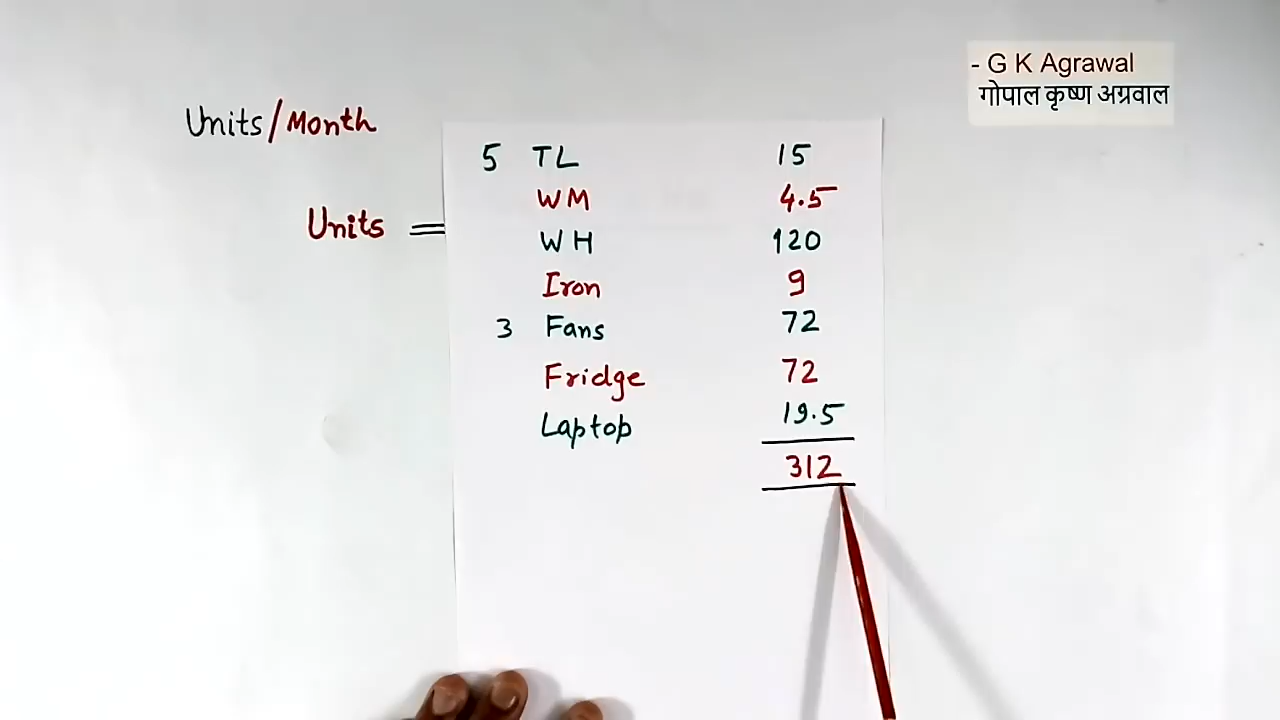 - G K Agrawal
गोपाल कृष्ण अग्रवाल
Units/Month
Units =
5 TL 15
WM 4.5
WH 120
Iron 9
3 Fans 72
Fridge 72
Laptop 19.5
312